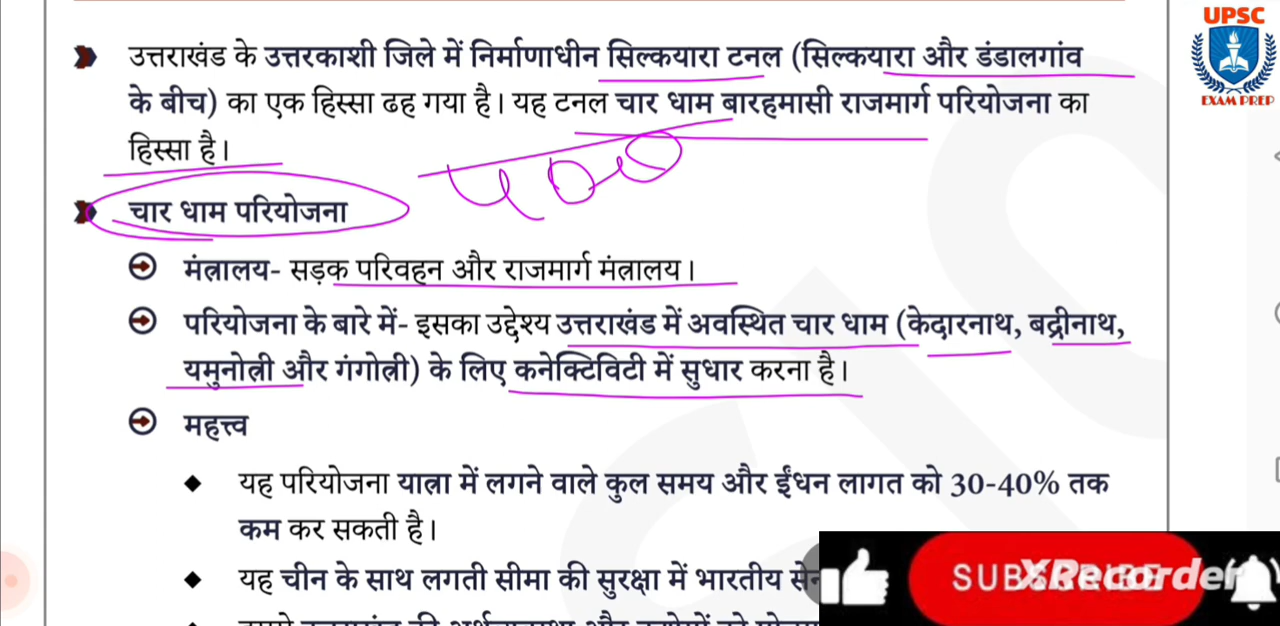 UPSC
EXAM PREP
उत्तराखंड के उत्तरकाशी जिले में निर्माणाधीन सिल्कयारा टनल (सिल्कयारा और डंडालगांव
के बीच) का एक हिस्सा ढह गया है। यह टनल चार धाम बारहमासी राजमार्ग परियोजना का
हिस्सा है।
चार धाम परियोजना
मंत्रालय- सड़क परिवहन और राजमार्ग मंत्रालय।
परियोजना के बारे में- इसका उद्देश्य उत्तराखंड में अवस्थित चार धाम (केदारनाथ, बद्रीनाथ,
यमुनोत्री और गंगोत्री) के लिए कनेक्टिविटी में सुधार करना है।
महत्त्व
यह परियोजना यात्रा में लगने वाले कुल समय और ईंधन लागत को 30-40% तक
कम कर सकती है।
यह चीन के साथ लगती सीमा की सुरक्षा में भारतीय
SUBSCRIBE
XRecorder